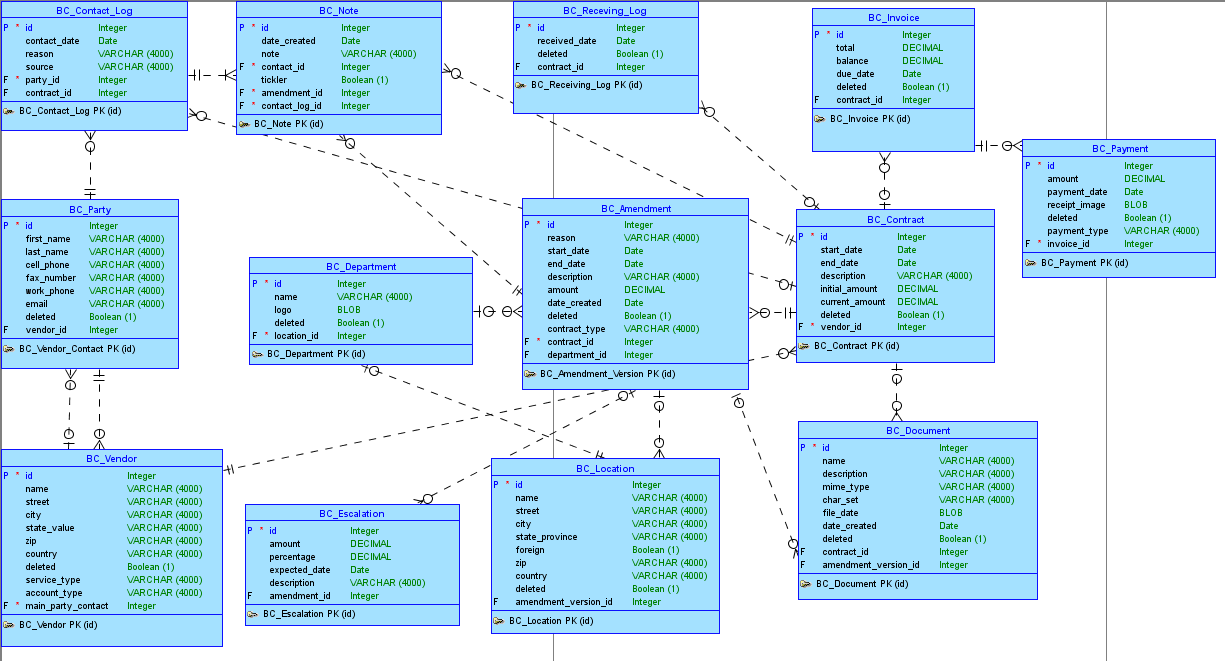 BC_Contact_Log
P * id Integer
contact_date Date
reason VARCHAR (4000)
source VARCHAR (4000)
F * party_id Integer
F contract_id Integer
BC_Contact_Log PK (id)
BC_Note
P * id Integer
date_created Date
note VARCHAR (4000)
F * contact_id Integer
tickler Boolean (1)
F * amendment_id Integer
F * contact_log_id Integer
BC_Note PK (id)
BC_Receving_Log
P * id Integer
received_date Date
deleted Boolean (1)
F contract_id Integer
BC_Receiving_Log PK (id)
BC_Invoice
P * id Integer
total DECIMAL
balance DECIMAL
due_date Date
deleted Boolean (1)
F contract_id Integer
BC_Invoice PK (id)
BC_Payment
P * id Integer
amount DECIMAL
payment_date Date
receipt_image BLOB
deleted Boolean (1)
payment_type VARCHAR (4000)
F * invoice_id Integer
BC_Payment PK (id)
BC_Party
P * id Integer
first_name VARCHAR (4000)
last_name VARCHAR (4000)
cell_phone VARCHAR (4000)
fax_number VARCHAR (4000)
work_phone VARCHAR (4000)
email VARCHAR (4000)
deleted Boolean (1)
F vendor_id Integer
BC_Vendor_Contact PK (id)
BC_Department
P * id Integer
name VARCHAR (4000)
logo BLOB
deleted Boolean (1)
F * location_id Integer
BC_Department PK (id)
BC_Amendment
P * id Integer
reason VARCHAR (4000)
start_date Date
end_date Date
description VARCHAR (4000)
amount DECIMAL
date_created Date
deleted Boolean (1)
contract_type VARCHAR (4000)
F * contract_id Integer
F department_id Integer
BC_Amendment_Version PK (id)
BC_Contract
P * id Integer
start_date Date
end_date Date
description VARCHAR (4000)
initial_amount DECIMAL
current_amount DECIMAL
deleted Boolean (1)
F * vendor_id Integer
BC_Contract PK (id)
BC_Vendor
P * id Integer
name VARCHAR (4000)
street VARCHAR (4000)
city VARCHAR (4000)
state_value VARCHAR (4000)
zip VARCHAR (4000)
country VARCHAR (4000)
deleted Boolean (1)
service_type VARCHAR (4000)
account_type VARCHAR (4000)
F * main_party_contact Integer
BC_Vendor PK (id)
BC_Escalation
P * id Integer
amount DECIMAL
percentage DECIMAL
expected_date Date
description VARCHAR (4000)
F amendment_id Integer
BC_Escalation PK (id)
BC_Location
P * id Integer
name VARCHAR (4000)
street VARCHAR (4000)
city VARCHAR (4000)
state_province VARCHAR (4000)
foreign Boolean (1)
zip VARCHAR (4000)
country VARCHAR (4000)
deleted Boolean (1)
F amendment_version_id Integer
BC_Location PK (id)
BC_Document
P * id Integer
name VARCHAR (4000)
description VARCHAR (4000)
mime_type VARCHAR (4000)
char_set VARCHAR (4000)
file_date BLOB
date_created Date
deleted Boolean (1)
F contract_id Integer
F amendment_version_id Integer
BC_Document PK (id)